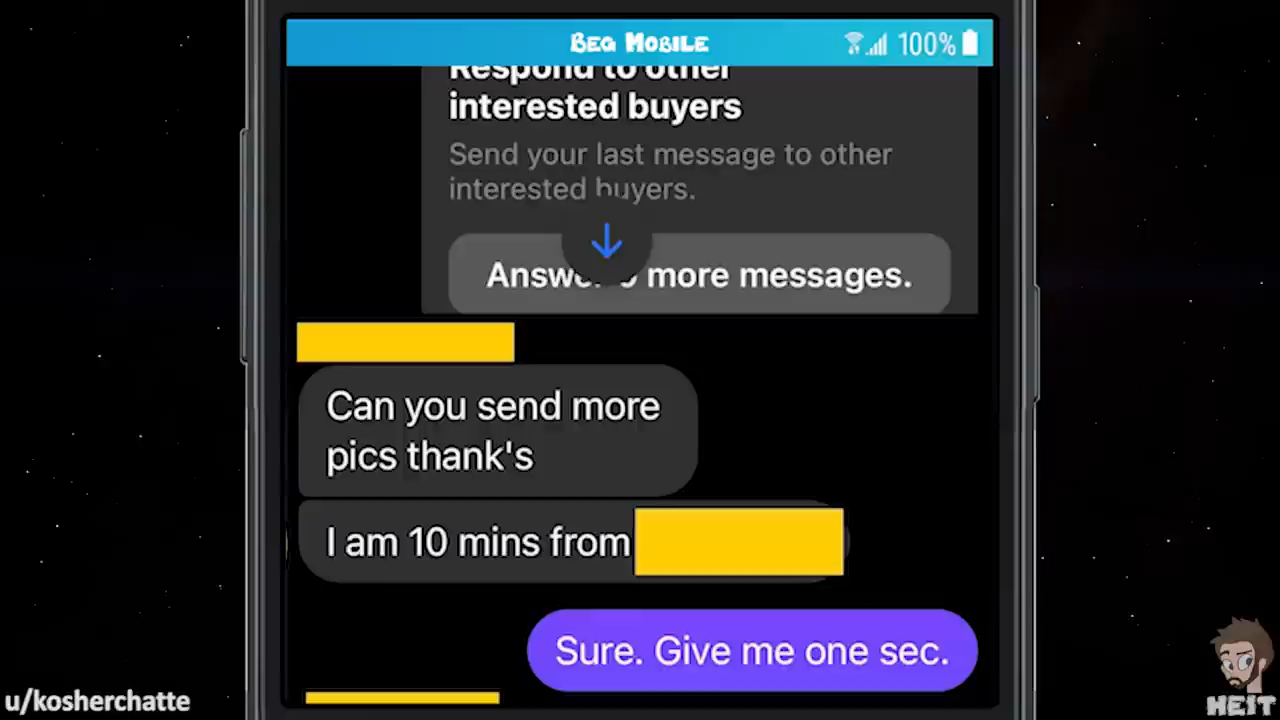 BEG MOBILE
100%
Respond to other
interested buyers
Send your last message to other
interested buyers.
more messages.
Can you send more
pics thank's
I am 10 mins from
Sure. Give me one sec.
u/kosherchatte
HEIT